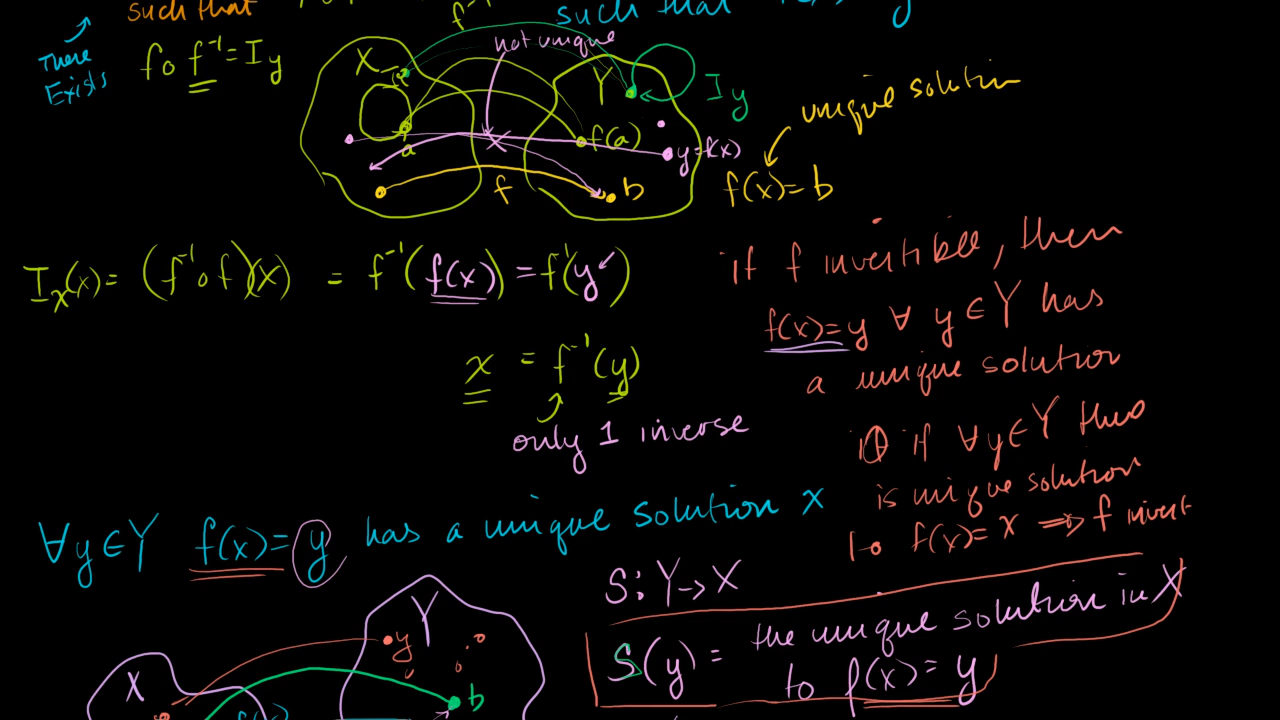 such that
such that
There
Exists
f o f⁻¹ = I_y
f⁻¹
not unique
X
Y
I_y
unique solution
a
f(a)
y=f(x)
f
b
f(x)=b
I_X(x) = (f⁻¹ o f)(x) = f⁻¹(f(x)) = f⁻¹(y)
x = f⁻¹(y)
only 1 inverse
if f invertible, then
f(x)=y ∀ y ∈ Y has
a unique solution
if ∀y∈Y
is unique solution
to f(x)= x ⇒ f invert
∀y∈Y f(x)=y has a unique solution x
S: Y→X
S(y) = the unique solution in X
to f(x)=y
Y
y
X
b